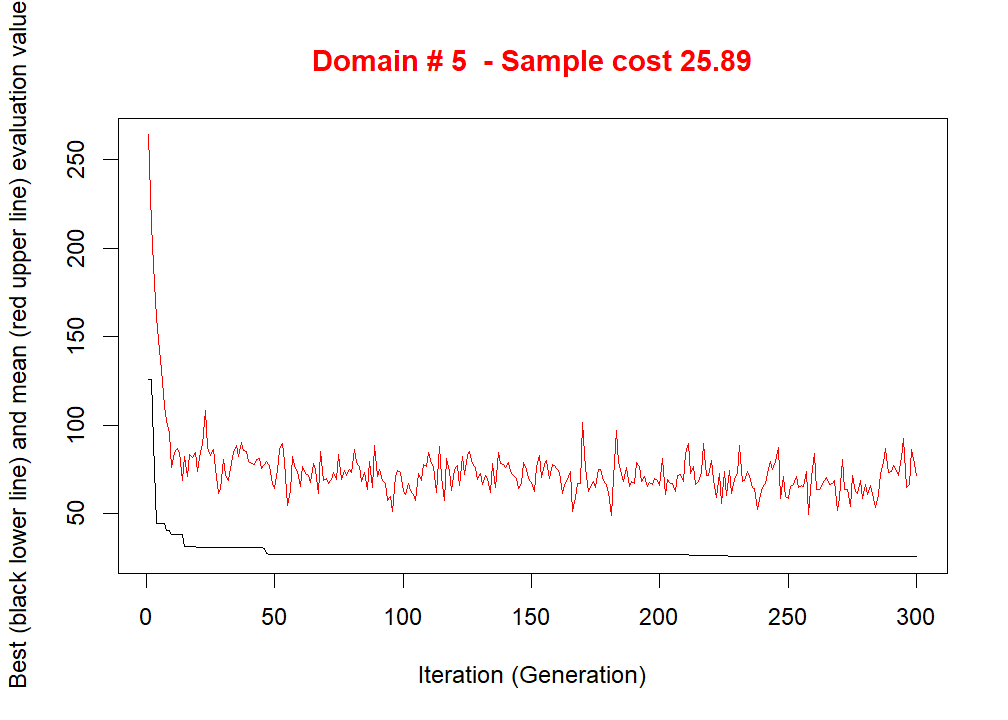 Domain # 5  - Sample cost 25.89
Best (black lower line) and mean (red upper line) evaluation value
250
200
150
100
50
0 50 100 150 200 250 300
Iteration (Generation)